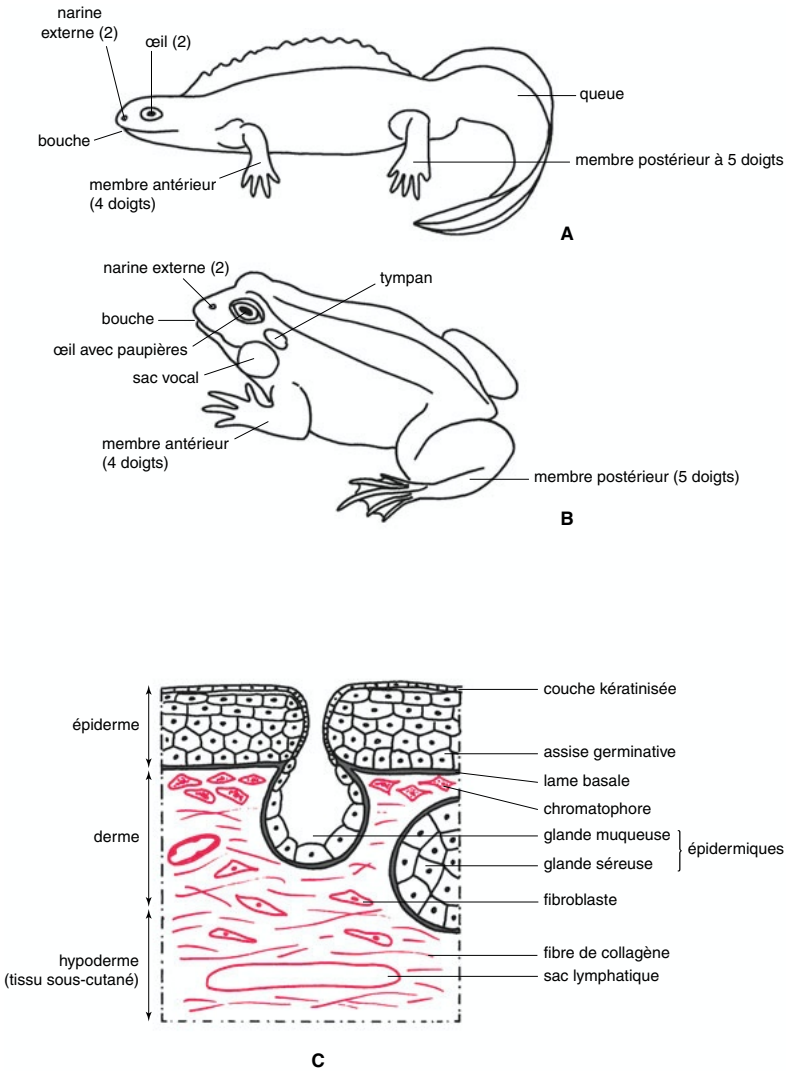 narine
externe (2)
œil (2)
queue
bouche
membre postérieur à 5 doigts
membre antérieur
(4 doigts)
A
narine externe (2)
tympan
bouche
œil avec paupières
sac vocal
membre antérieur
(4 doigts)
membre postérieur (5 doigts)
B
couche kératinisée
épiderme
assise germinative
lame basale
chromatophore
derme
glande muqueuse
épidermiques
glande séreuse
fibroblaste
fibre de collagène
hypoderme
(tissu sous-cutané)
sac lymphatique
C